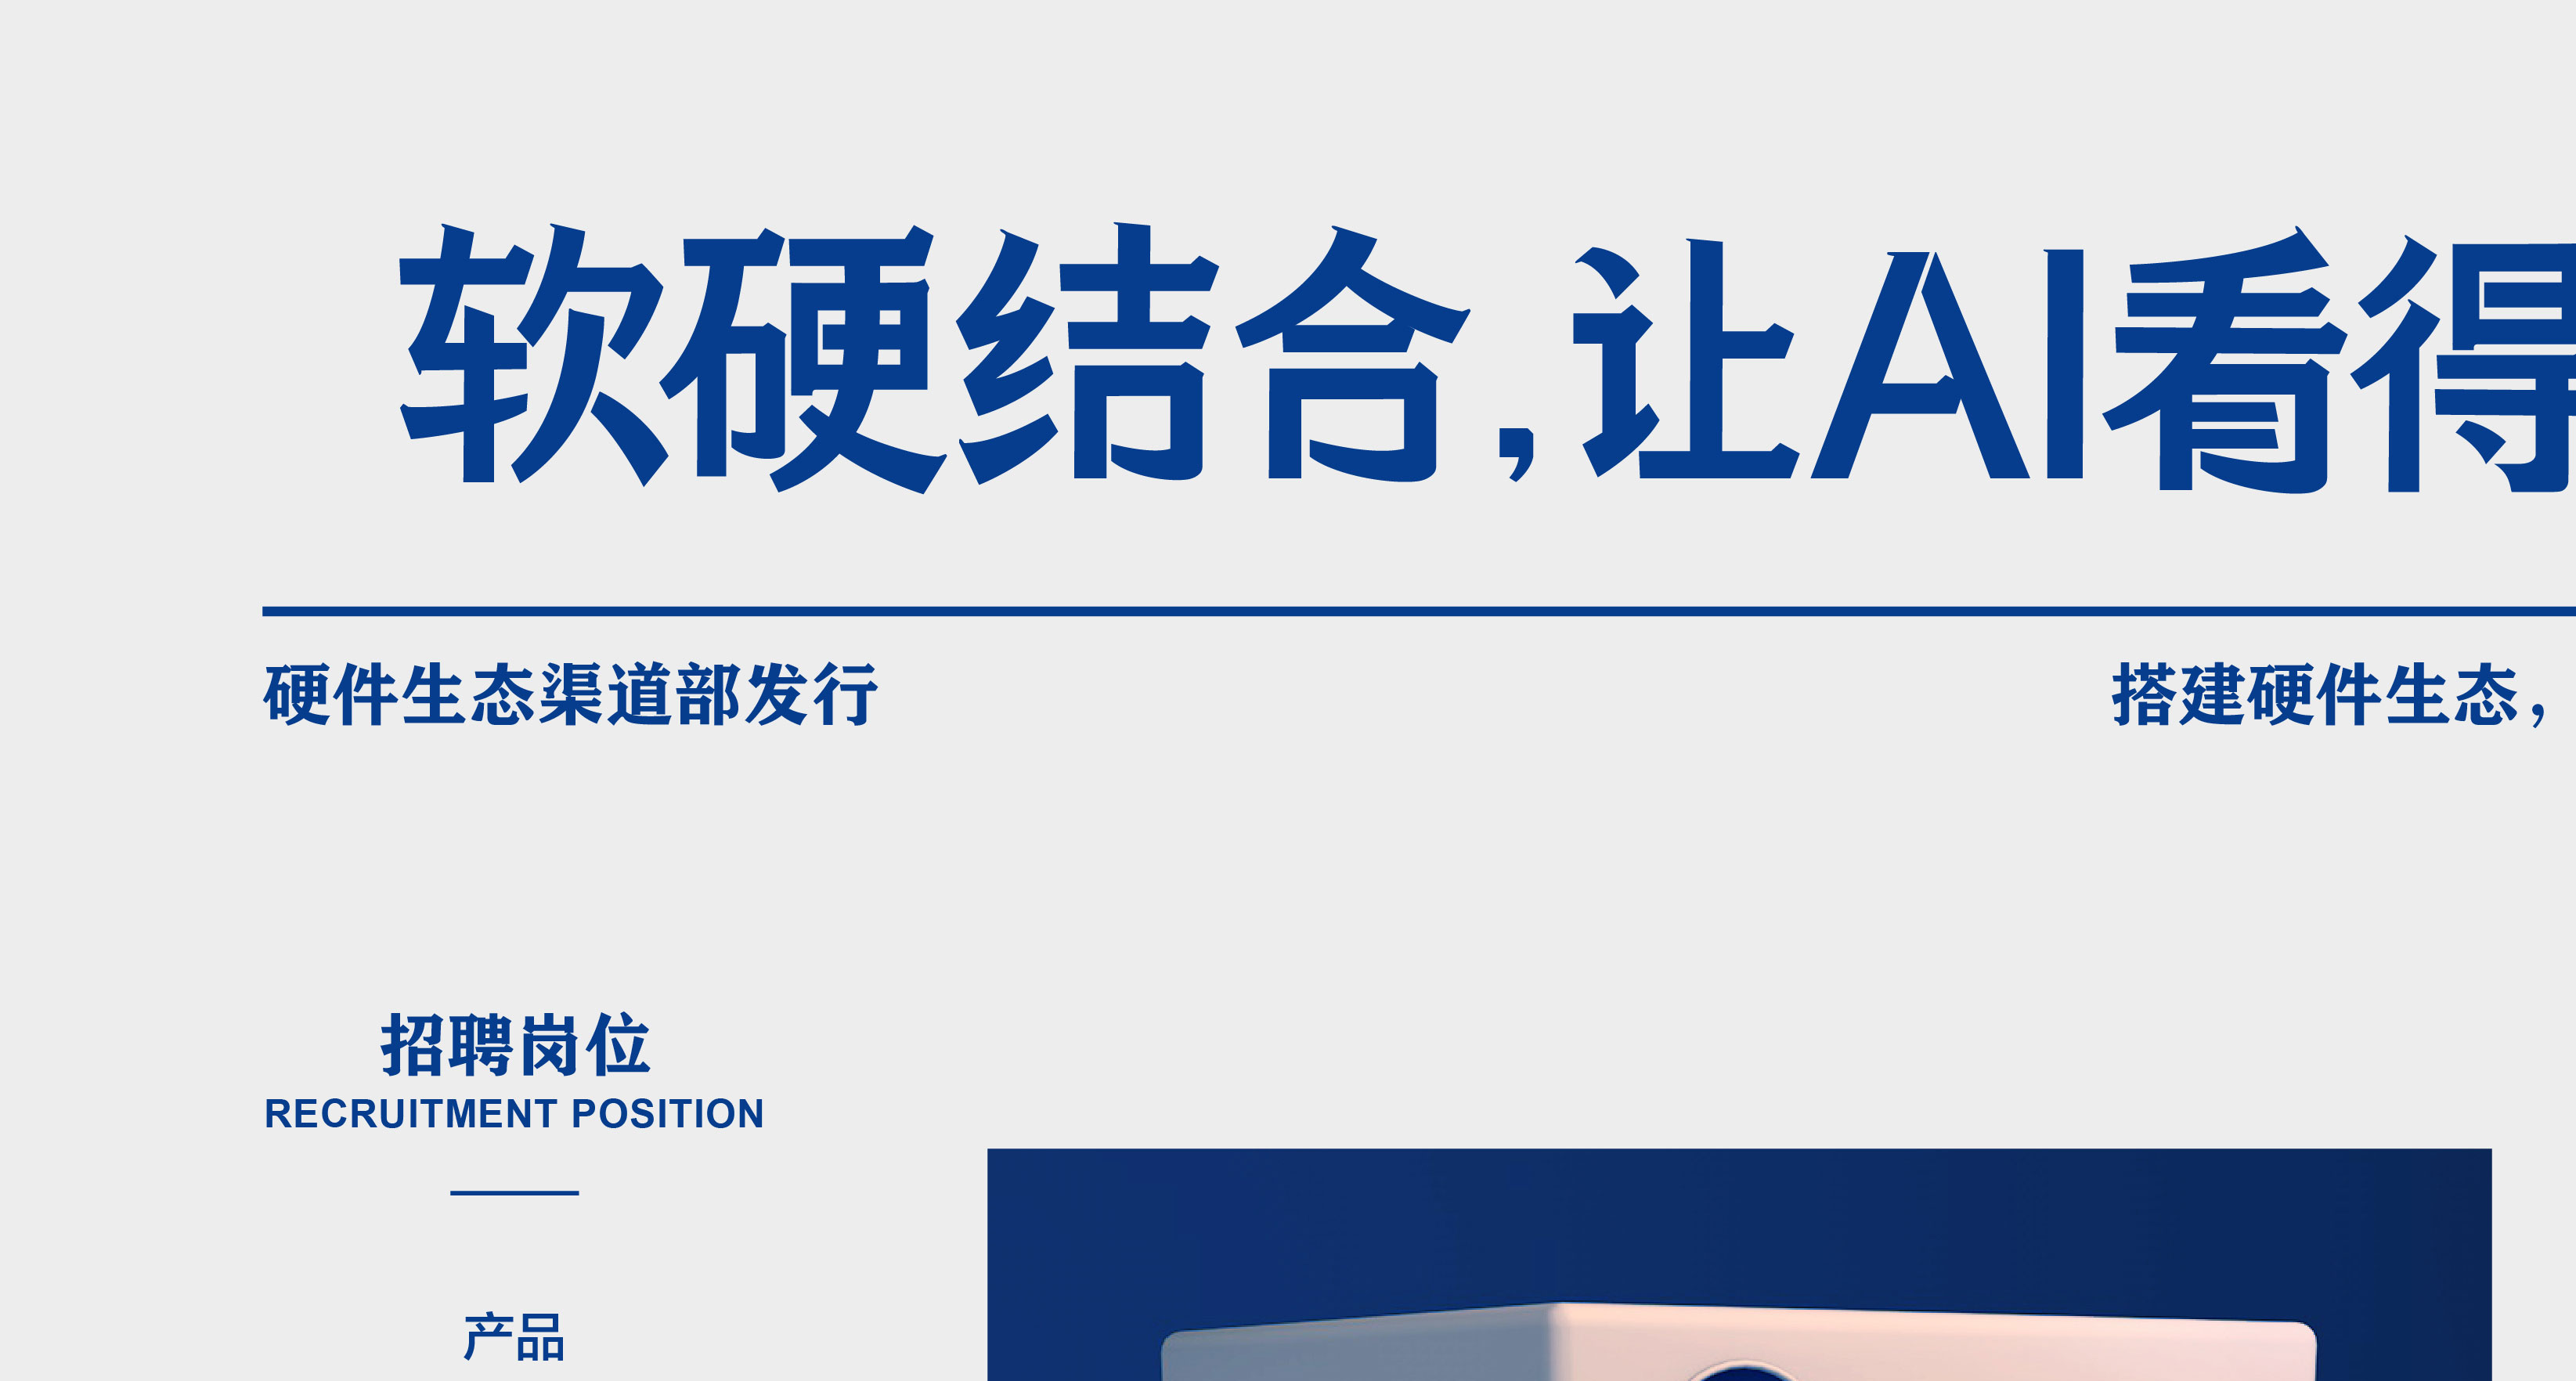 软硬结合,让AI看得
硬件生态渠道部发行
搭建硬件生态，
招聘岗位
RECRUITMENT POSITION
产品